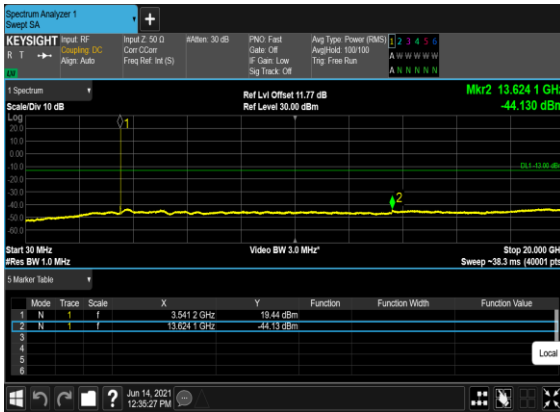 Spectrum Analyzer 1
Swept SA
+
KEYSIGHT Input: RF Input Z: 50 Ω #Atten: 30 dB PNO: Fast Avg Type: Power (RMS) 1 2 3 4 5 6
R T Coupling: DC Corr CCorr Gate: Off Avg|Hold: 100/100 A W W W W W
Align: Auto Freq Ref: Int (S) IF Gain: Low Trig: Free Run
LXI Sig Track: Off A N N N N N
1 Spectrum Ref Lvl Offset 11.77 dB Mkr2 13.624 1 GHz
Scale/Div 10 dB Ref Level 30.00 dBm -44.130 dBm
Log
20.0
10.0
0.00
-10.0
-20.0
-30.0
-40.0
-50.0
-60.0
1
DL1 -13.00 dBm
2
Start 30 MHz Video BW 3.0 MHz* Stop 20.000 GHz
#Res BW 1.0 MHz Sweep ~38.3 ms (40001 pts)
5 Marker Table
Mode Trace Scale X Y Function Function Width Function Value
1 N 1 f 3.541 2 GHz 19.44 dBm
2 N 1 f 13.624 1 GHz -44.13 dBm
3
4
5
6
Local
? Jun 14, 2021
12:35:27 PM